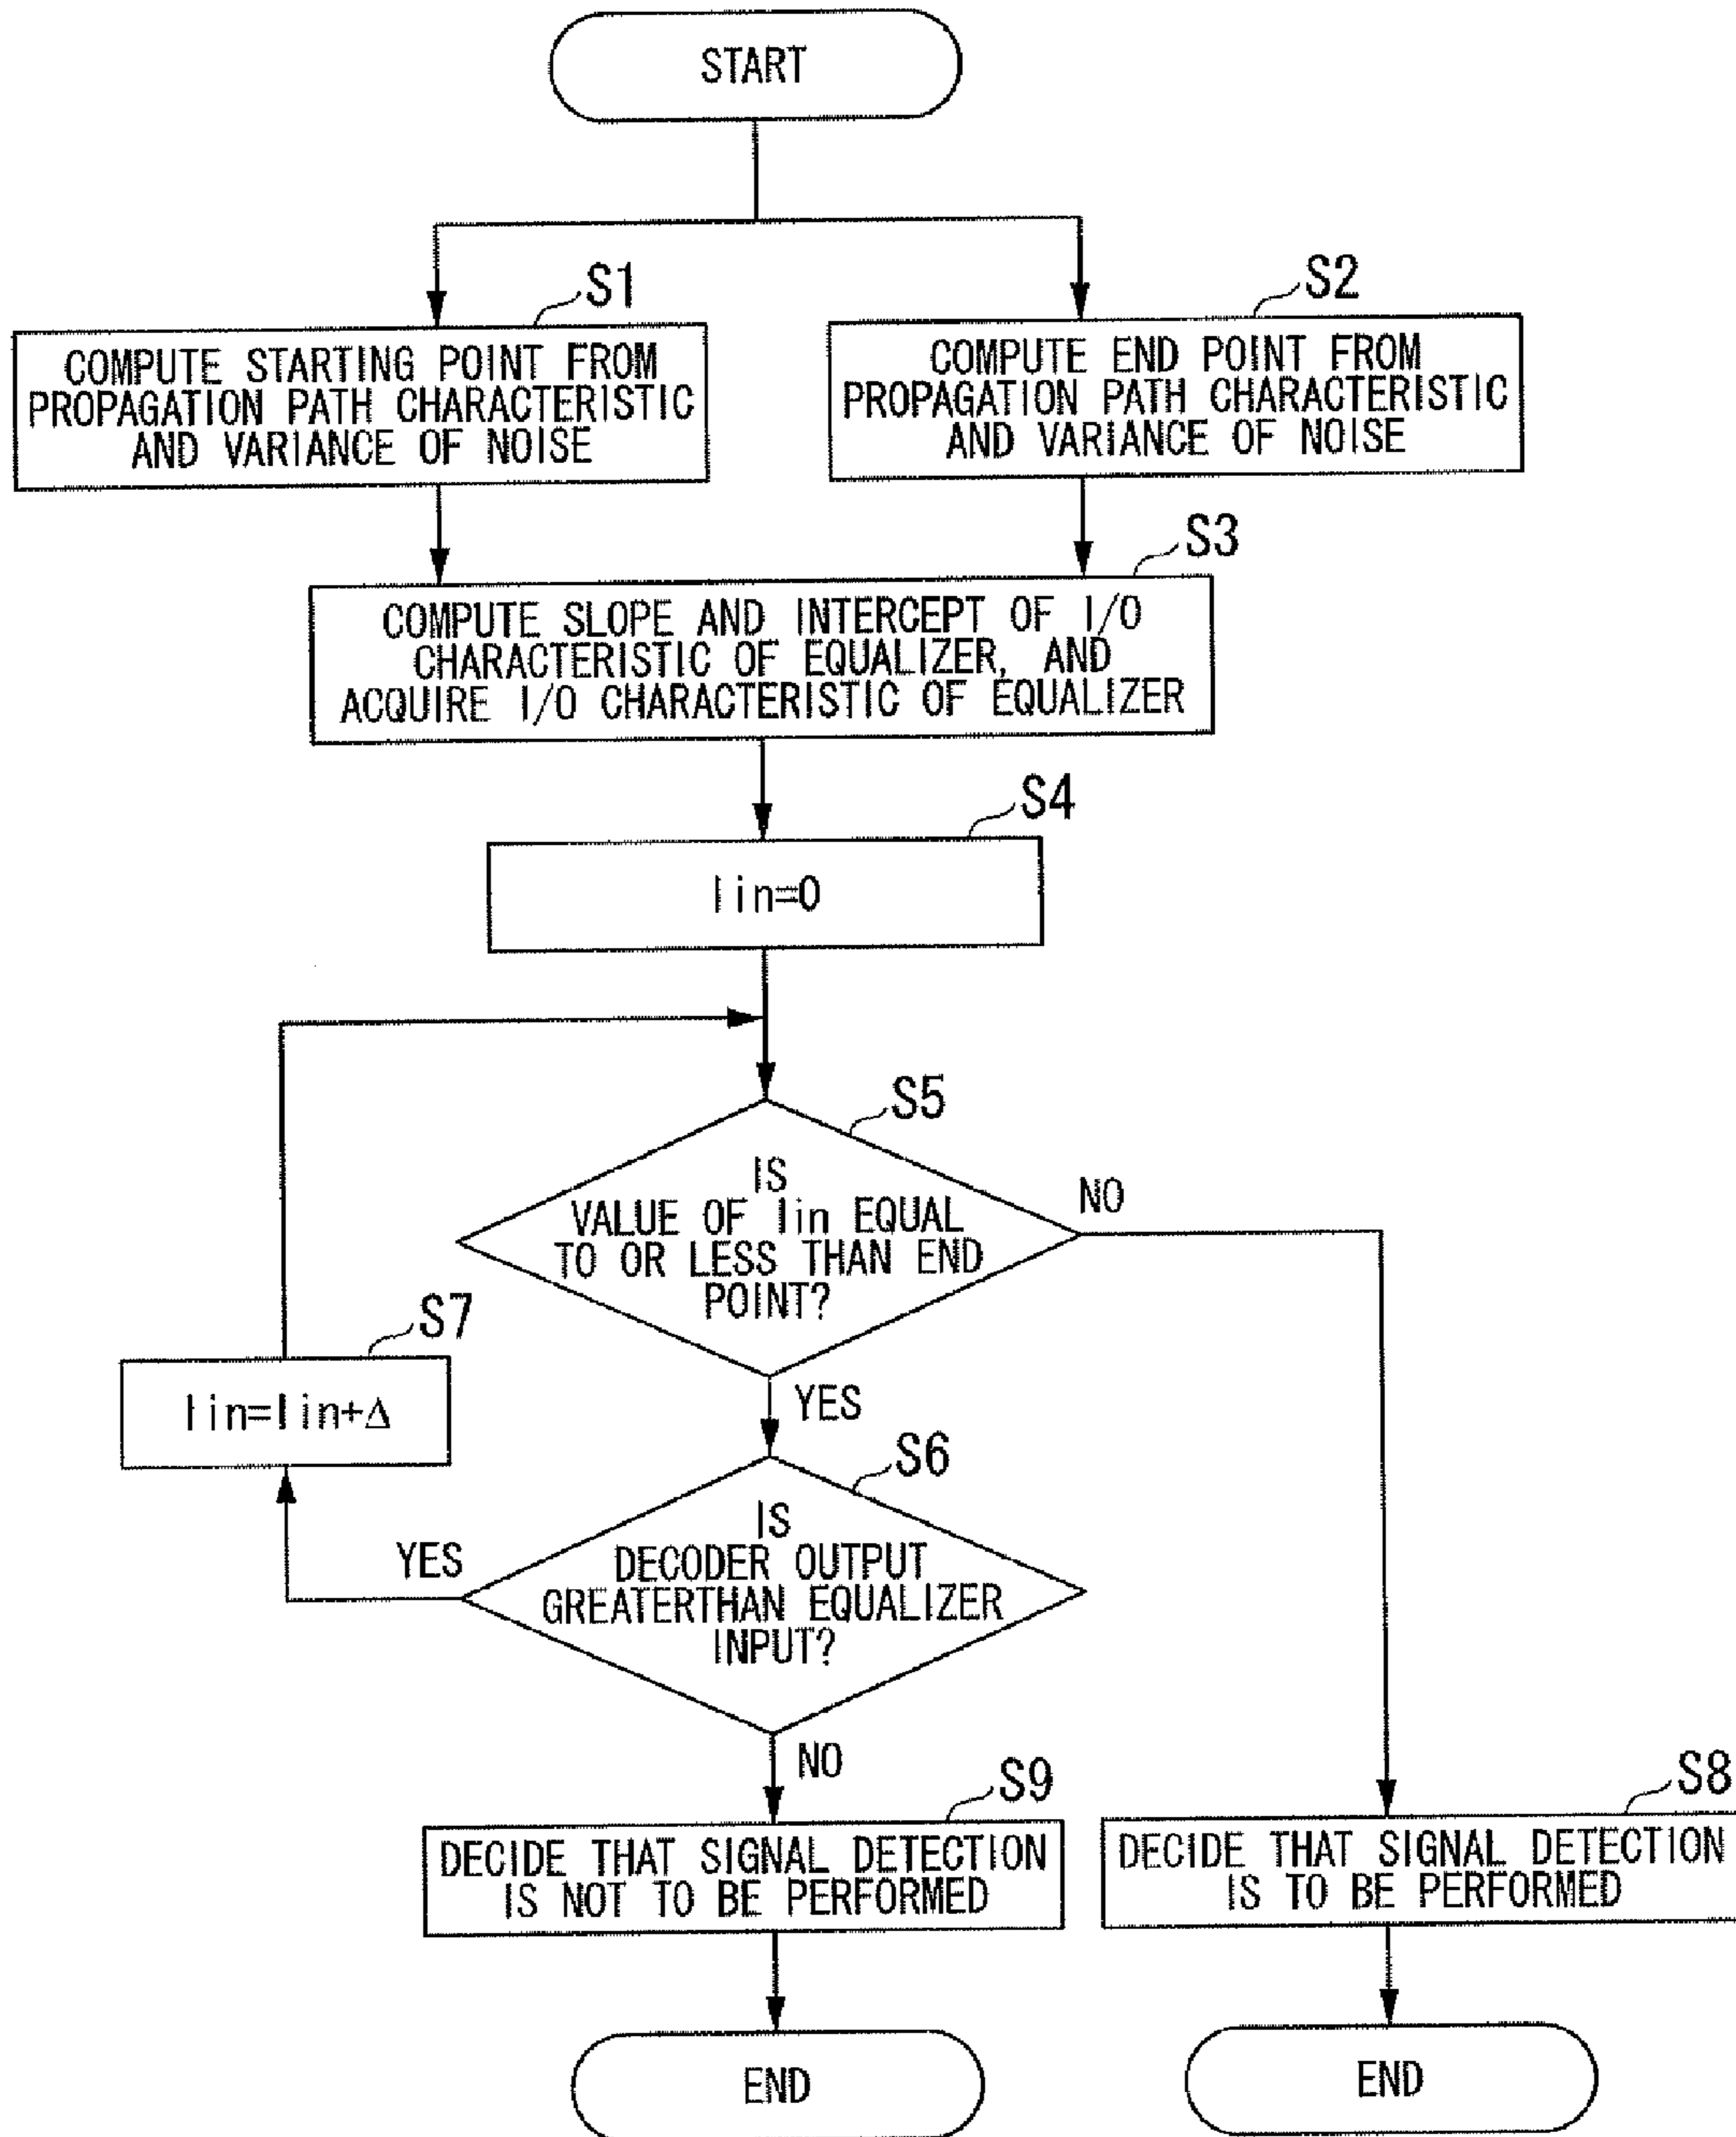 START
S1
COMPUTE STARTING POINT FROM
PROPAGATION PATH CHARACTERISTIC
AND VARIANCE OF NOISE
S2
COMPUTE END POINT FROM
PROPAGATION PATH CHARACTERISTIC
AND VARIANCE OF NOISE
S3
COMPUTE SLOPE AND INTERCEPT OF I/O
CHARACTERISTIC OF EQUALIZER, AND
ACQUIRE I/O CHARACTERISTIC OF EQUALIZER
S4
Iin=0
S5
IS
VALUE OF Iin EQUAL
TO OR LESS THAN END
POINT?
NO
S7
Iin=Iin+Δ
YES
S6
IS
DECODER OUTPUT
GREATERTHAN EQUALIZER
INPUT?
YES
NO
S9
DECIDE THAT SIGNAL DETECTION
IS NOT TO BE PERFORMED
S8
DECIDE THAT SIGNAL DETECTION
IS TO BE PERFORMED
END
END